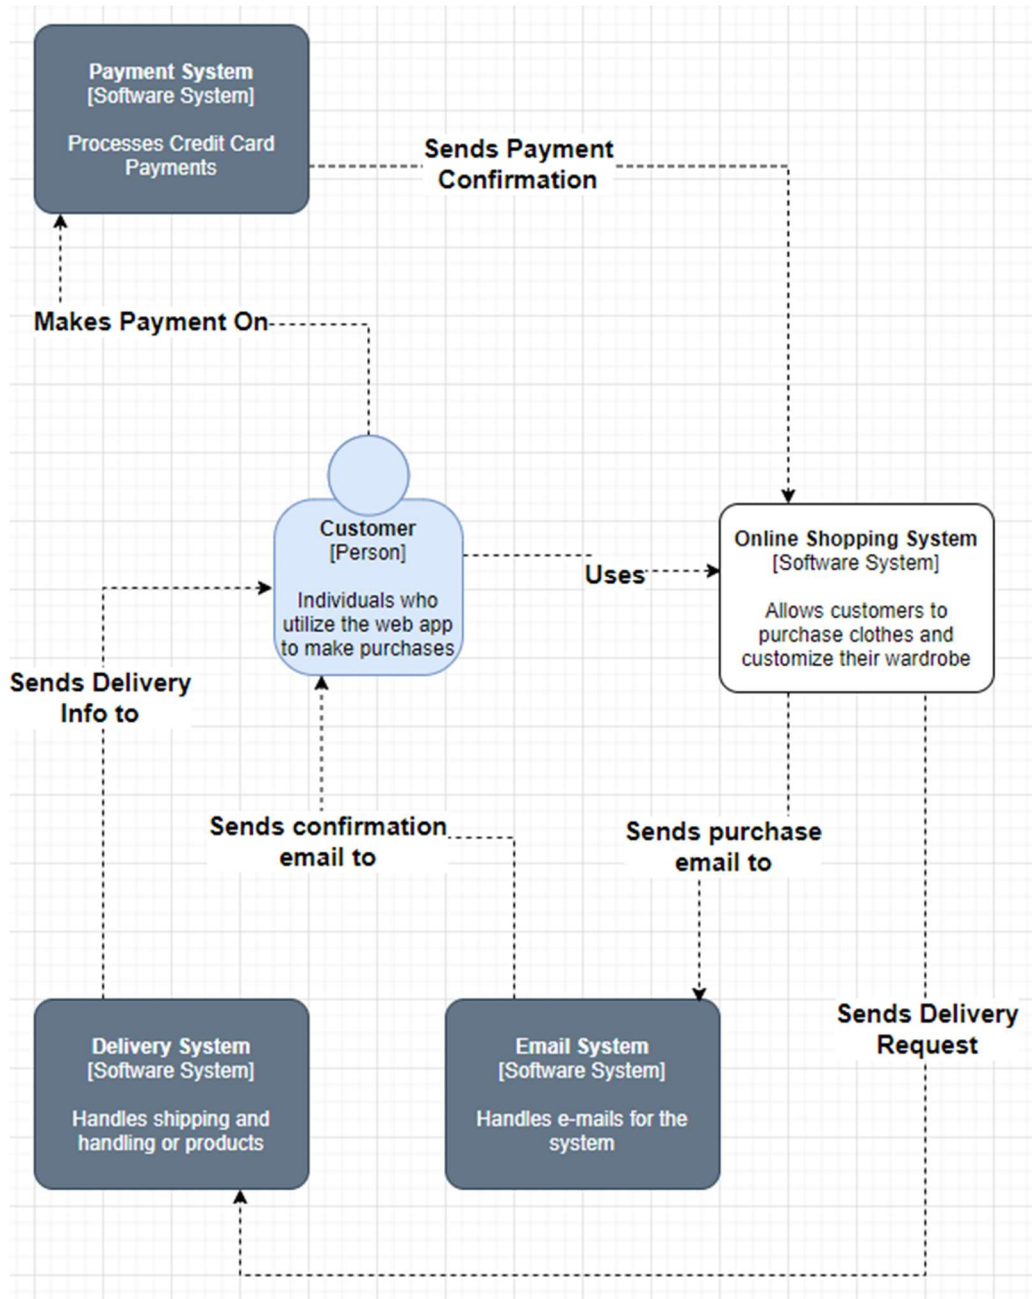 Payment System
[Software System]
Processes Credit Card
Payments
Sends Payment
Confirmation
Makes Payment On
Customer
[Person]
Individuals who
utilize the web app
to make purchases
Uses
Online Shopping System
[Software System]
Allows customers to
purchase clothes and
customize their wardrobe
Sends Delivery
Info to
Sends confirmation
email to
Sends purchase
email to
Delivery System
[Software System]
Handles shipping and
handling or products
Email System
[Software System]
Handles e-mails for the
system
Sends Delivery
Request